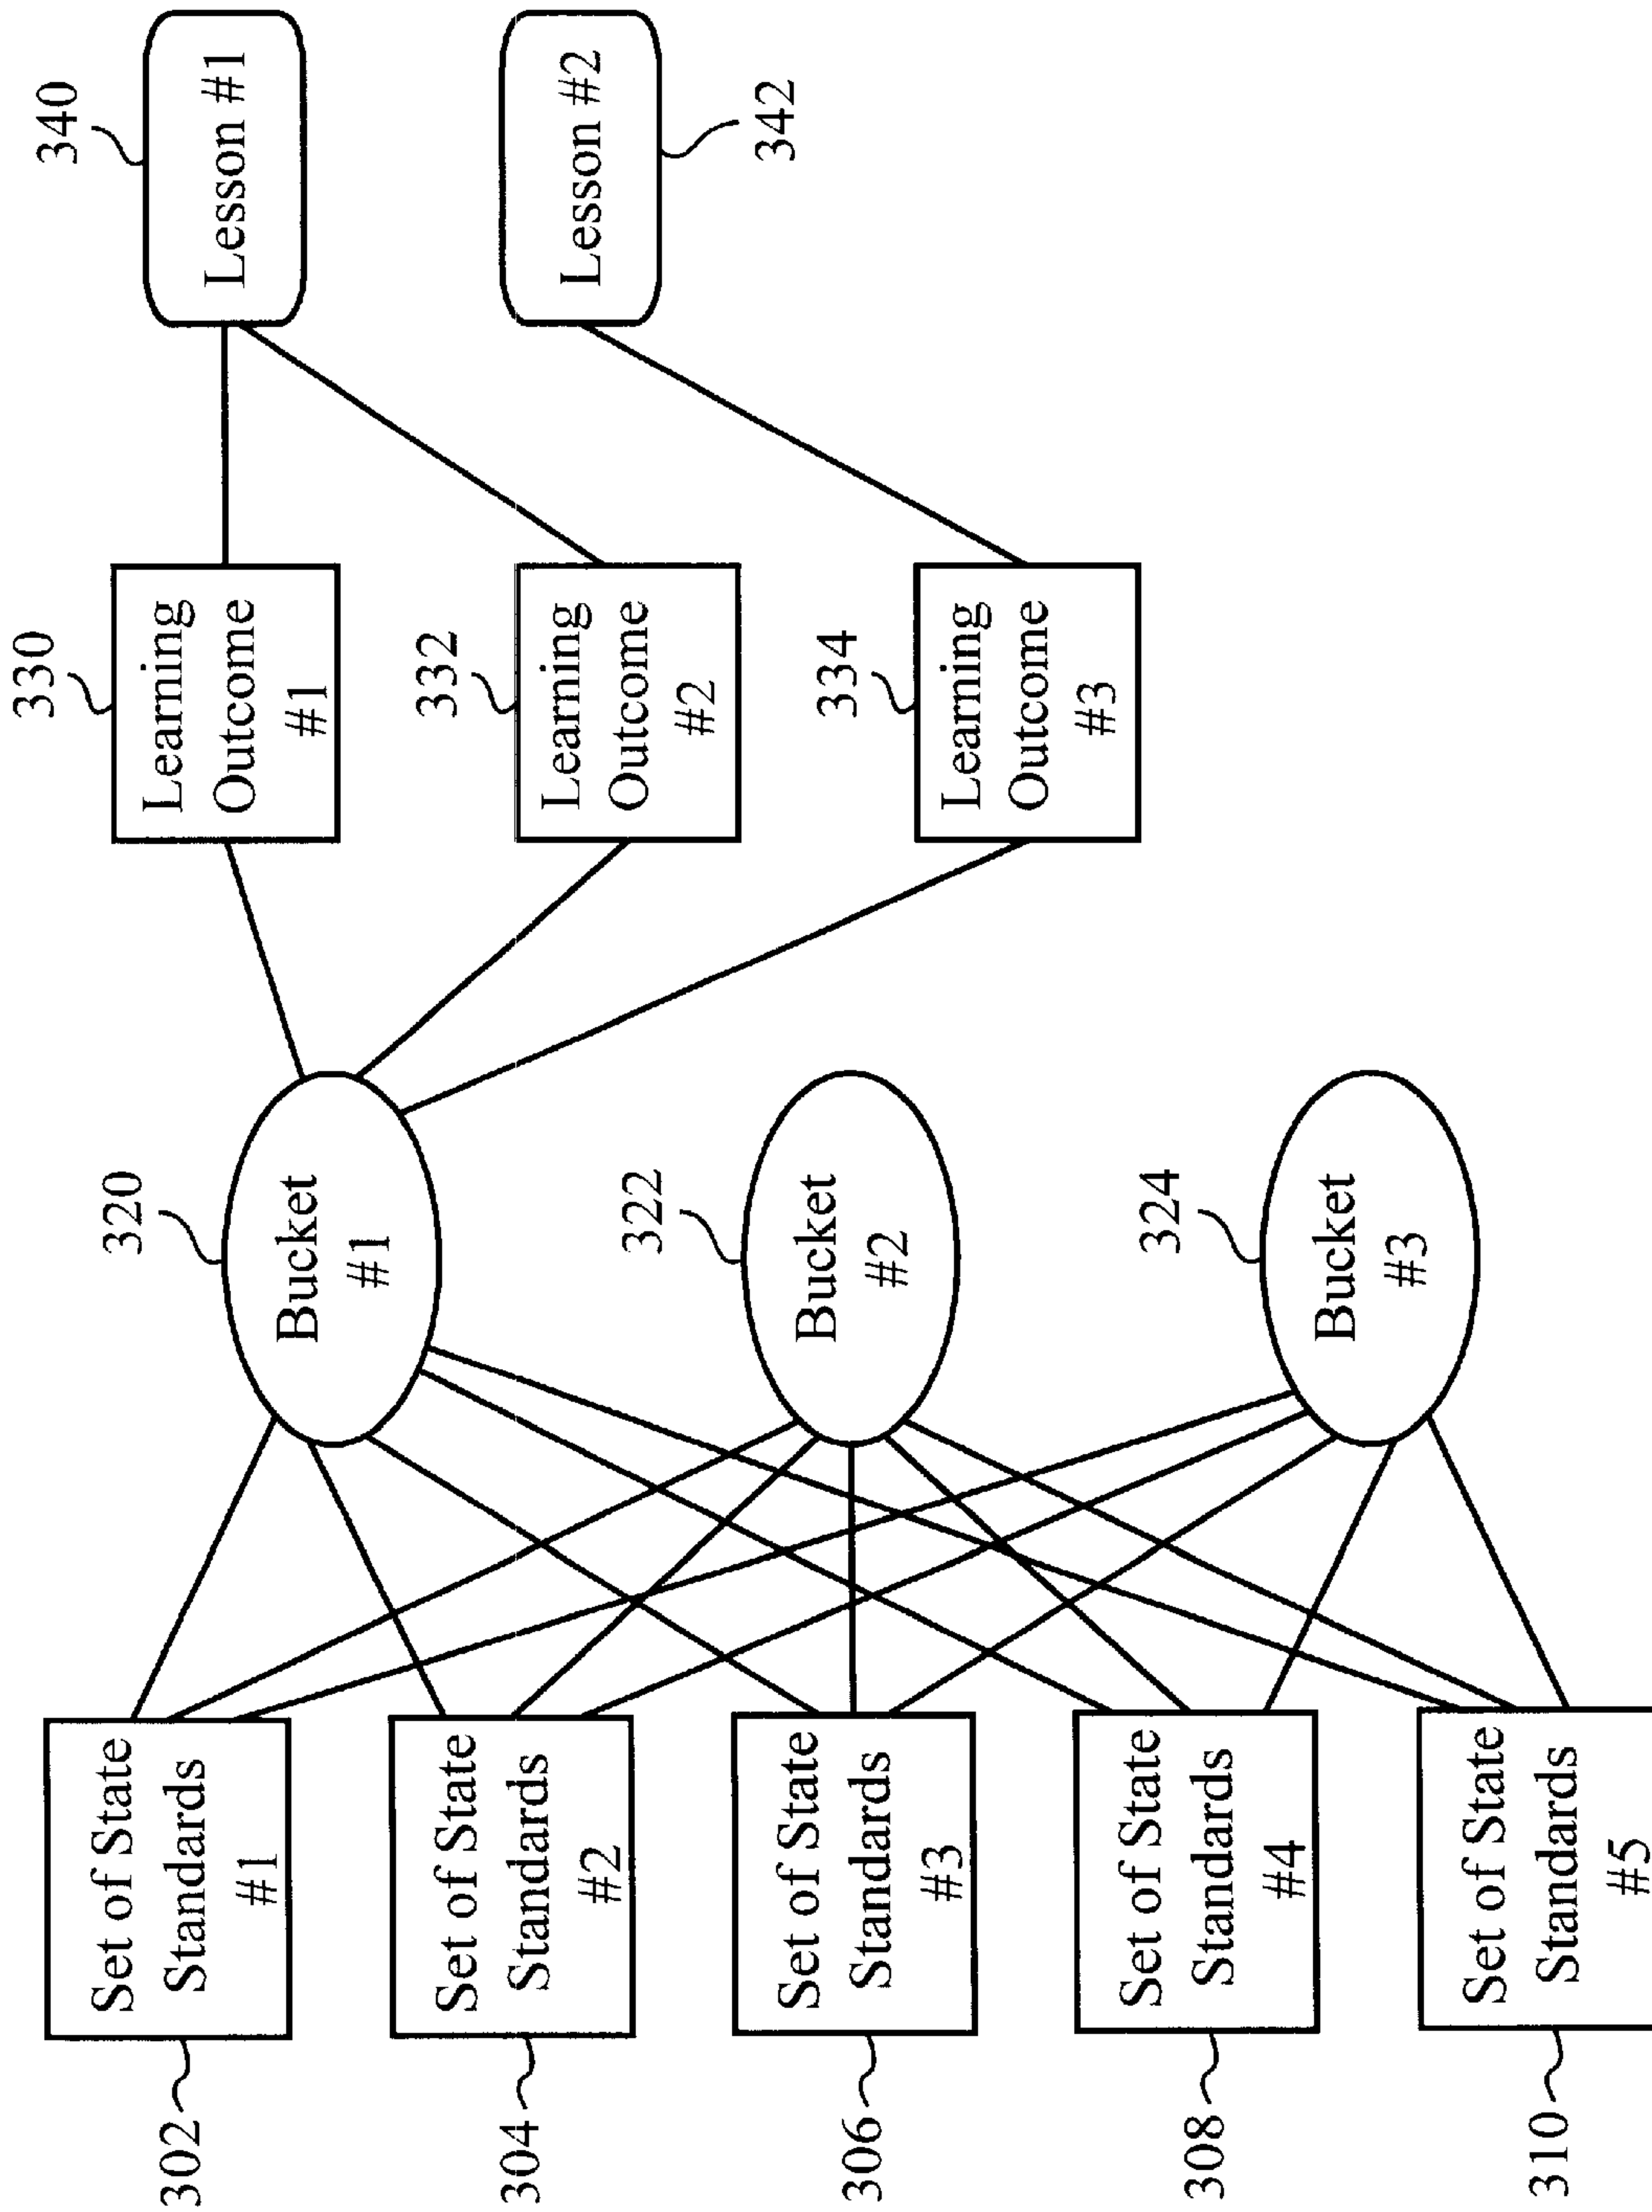 302
Set of State
Standards
#1
304
Set of State
Standards
#2
306
Set of State
Standards
#3
308
Set of State
Standards
#4
310
Set of State
Standards
#5
320
Bucket
#1
322
Bucket
#2
324
Bucket
#3
330
Learning
Outcome
#1
332
Learning
Outcome
#2
334
Learning
Outcome
#3
340
Lesson #1
Lesson #2
342